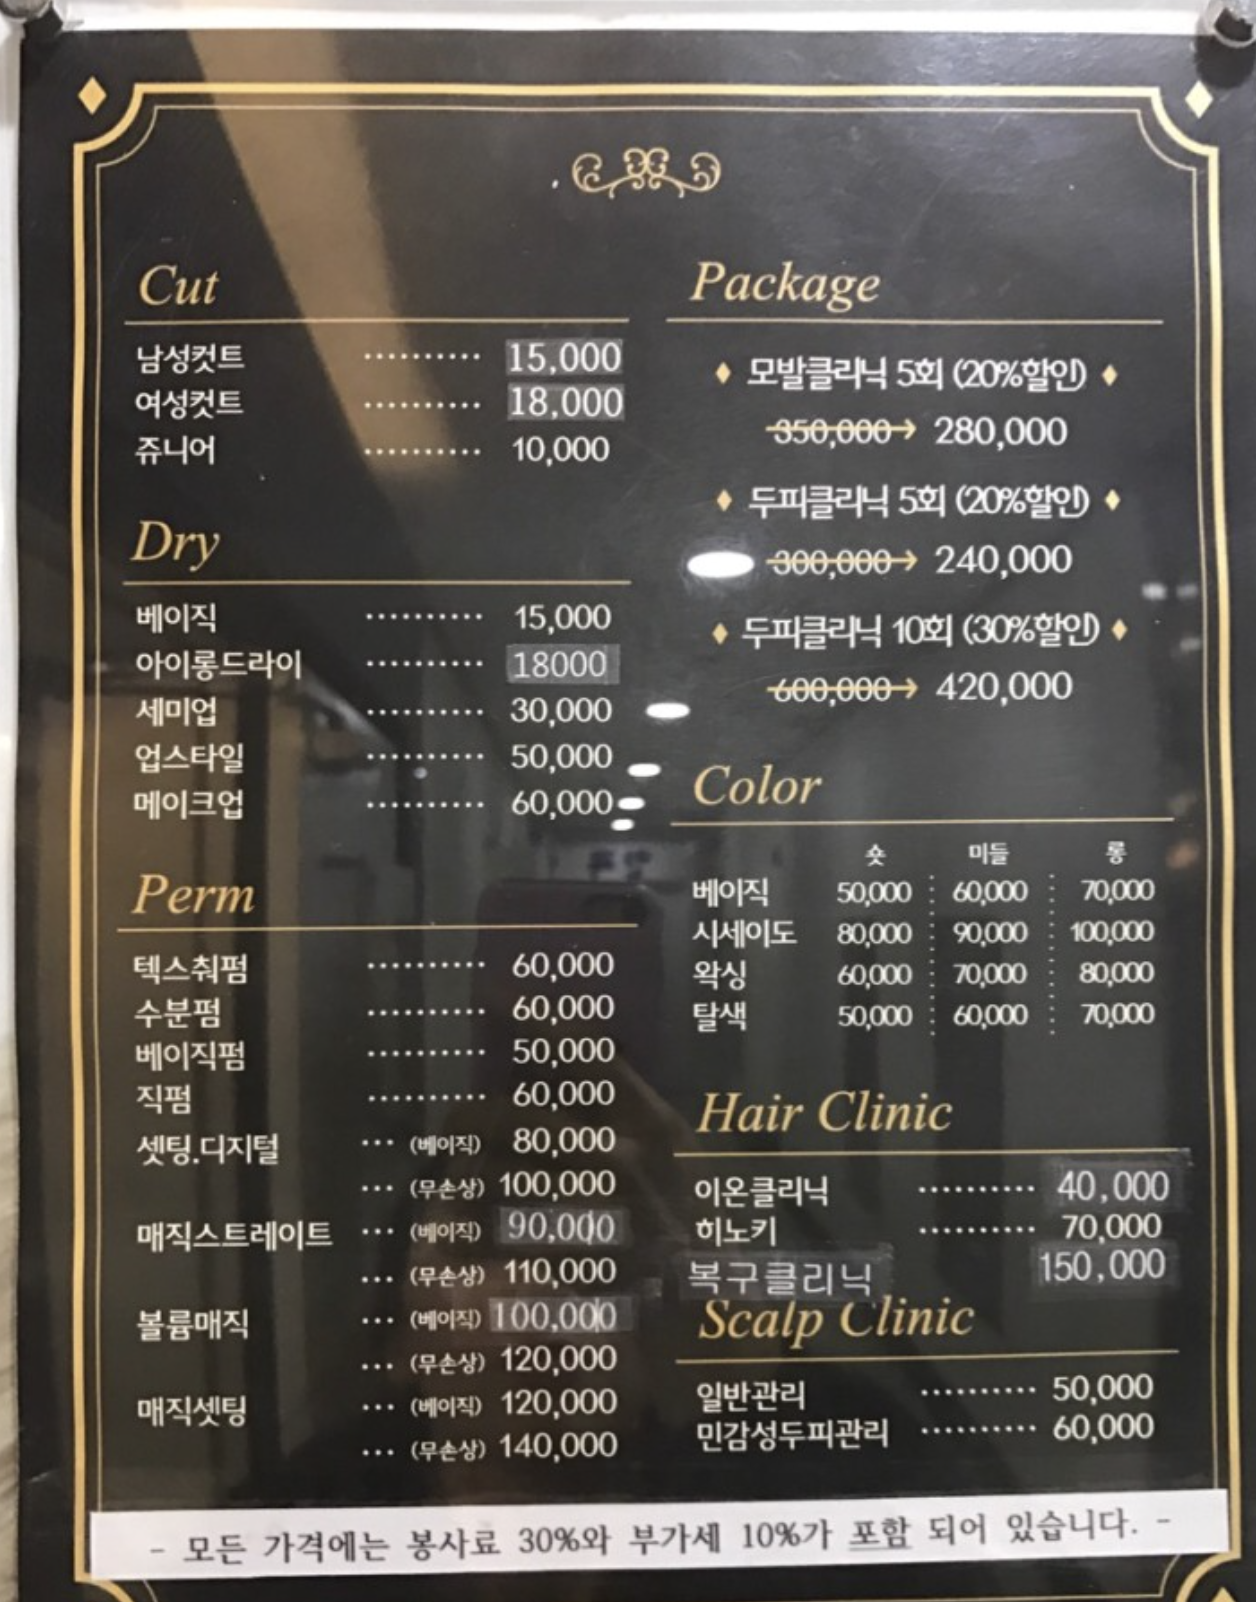 Cut
남성컷트 ·········· 15,000
여성컷트 ·········· 18,000
쥬니어 ·········· 10,000
Dry
베이직 ·········· 15,000
아이롱드라이 ·········· 18000
세미업 ·········· 30,000
업스타일 ·········· 50,000
메이크업 ·········· 60,000
Perm
텍스춰펌 ·········· 60,000
수분펌 ·········· 60,000
베이직펌 ·········· 50,000
직펌 ·········· 60,000
셋팅.디지털 ··· (베이직) 80,000
··· (무손상) 100,000
매직스트레이트 ··· (베이직) 90,000
··· (무손상) 110,000
볼륨매직 ··· (베이직) 100,000
··· (무손상) 120,000
매직셋팅 ··· (베이직) 120,000
··· (무손상) 140,000
Package
모발클리닉 5회 (20%할인)
350,000→ 280,000
두피클리닉 5회 (20%할인)
300,000→ 240,000
두피클리닉 10회 (30%할인)
600,000→ 420,000
Color
숏 미들 롱
베이직 50,000 60,000 70,000
시세이도 80,000 90,000 100,000
왁싱 60,000 70,000 80,000
탈색 50,000 60,000 70,000
Hair Clinic
이온클리닉 ·········· 40,000
히노키 ·········· 70,000
복구클리닉 150,000
Scalp Clinic
일반관리 ·········· 50,000
민감성두피관리 ·········· 60,000
- 모든 가격에는 봉사료 30%와 부가세 10%가 포함 되어 있습니다. -